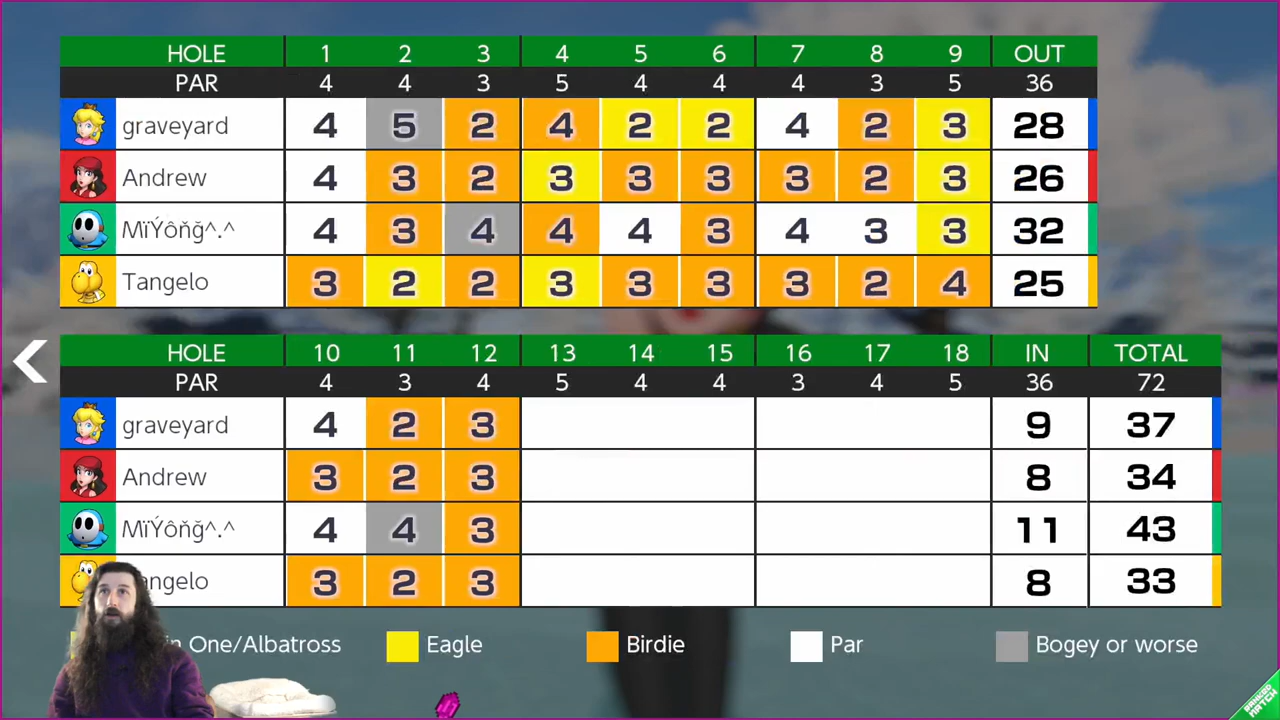 HOLE 1 2 3 4 5 6 7 8 9 OUT
PAR 4 4 3 5 4 4 4 3 5 36
graveyard 4 5 2 4 2 2 4 2 3 28
Andrew 4 3 2 3 3 3 3 2 3 26
MïÝôňğ^.^ 4 3 4 4 4 3 4 3 3 32
Tangelo 3 2 2 3 3 3 3 2 4 25
HOLE 10 11 12 13 14 15 16 17 18 IN TOTAL
PAR 4 3 4 5 4 4 3 4 5 36 72
graveyard 4 2 3 9 37
Andrew 3 2 3 8 34
MïÝôňğ^.^ 4 4 3 11 43
angelo 3 2 3 8 33
in One/Albatross Eagle Birdie Par Bogey or worse
RANKED
MATCH